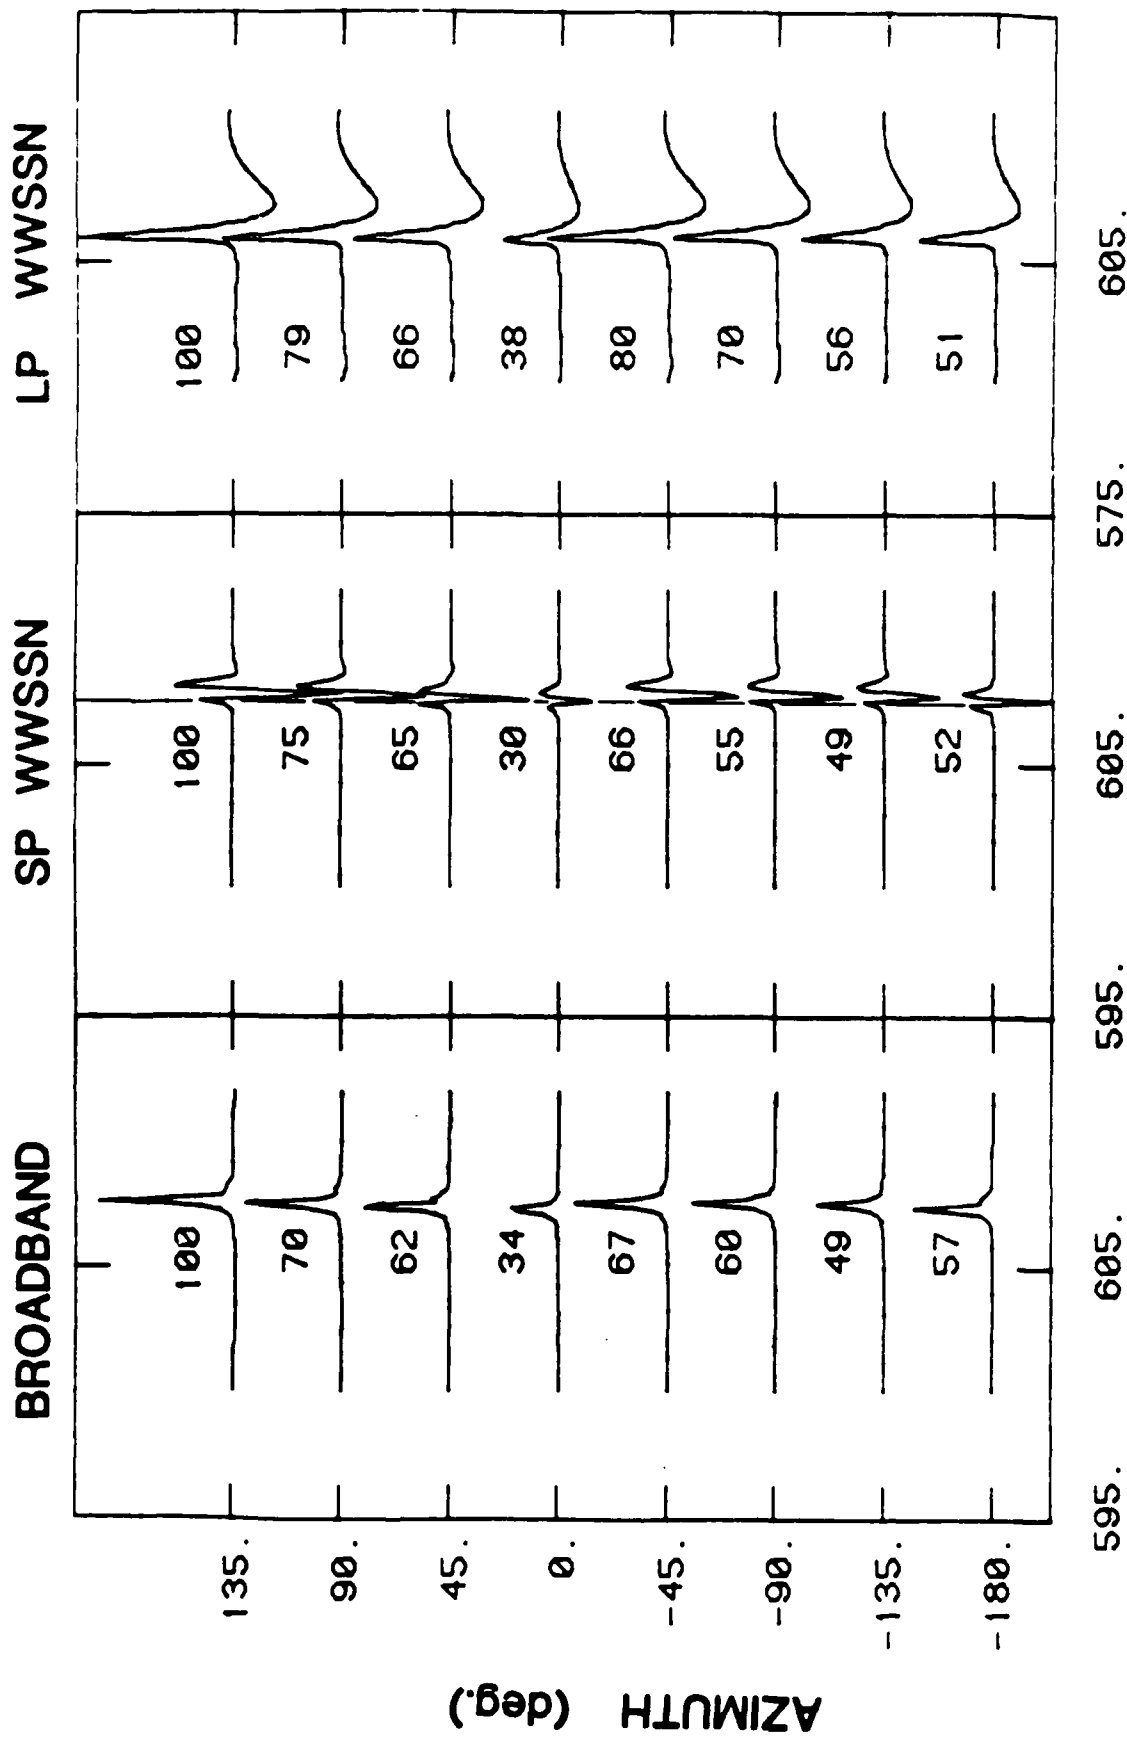 BROADBAND SP WWSSN LP WWSSN
AZIMUTH (deg.)
135. 100 100 100
90. 70 75 79
45. 62 65 66
0. 34 30 38
-45. 67 66 80
-90. 60 55 70
-135. 49 49 56
-180. 57 52 51
595. 605. 595. 605. 575. 605.